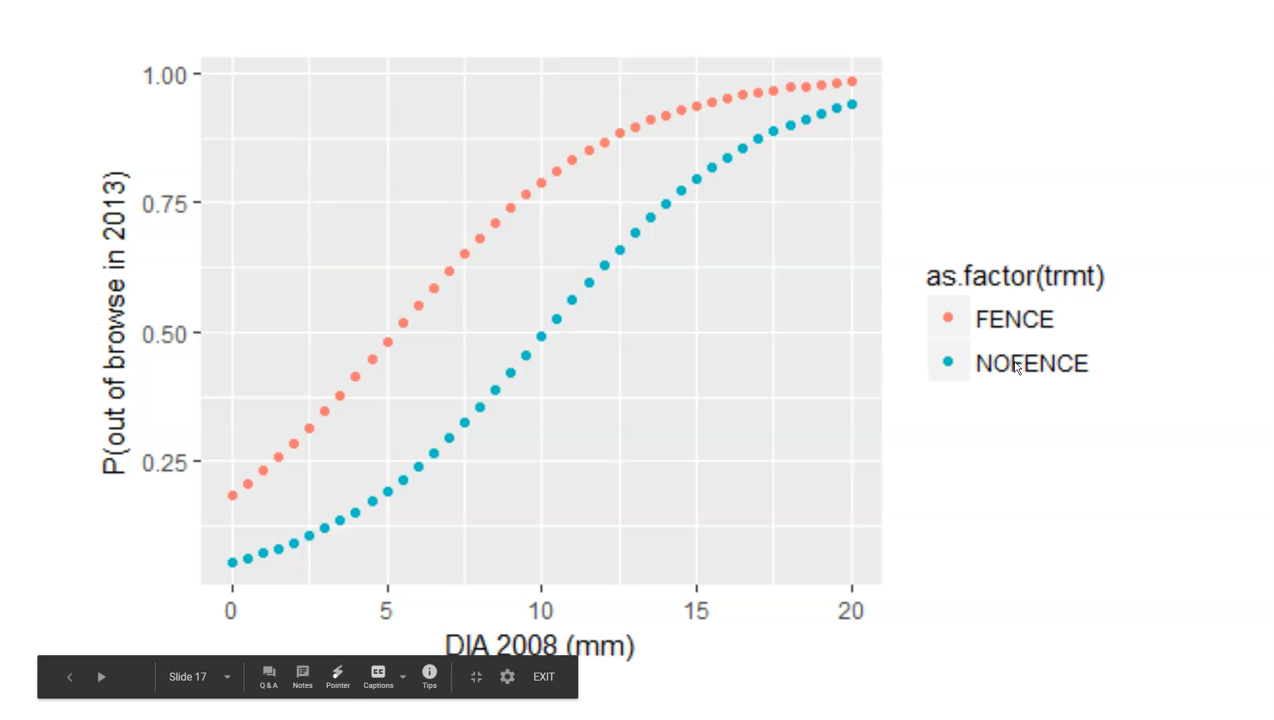 1.00
0.75
0.50
0.25
P(out of browse in 2013)
0 5 10 15 20
DIA 2008 (mm)
as.factor(trmt)
FENCE
NOFENCE
Slide 17
Q & A Notes Pointer Captions Tips
EXIT